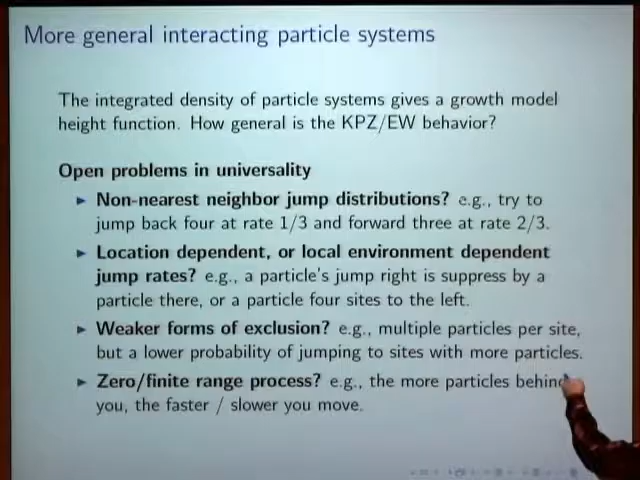 More general interacting particle systems
The integrated density of particle systems gives a growth model
height function. How general is the KPZ/EW behavior?
Open problems in universality
Non-nearest neighbor jump distributions? e.g., try to
jump back four at rate 1/3 and forward three at rate 2/3.
Location dependent, or local environment dependent
jump rates? e.g., a particle's jump right is suppress by a
particle there, or a particle four sites to the left.
Weaker forms of exclusion? e.g., multiple particles per site,
but a lower probability of jumping to sites with more particles.
Zero/finite range process? e.g., the more particles behind
you, the faster / slower you move.